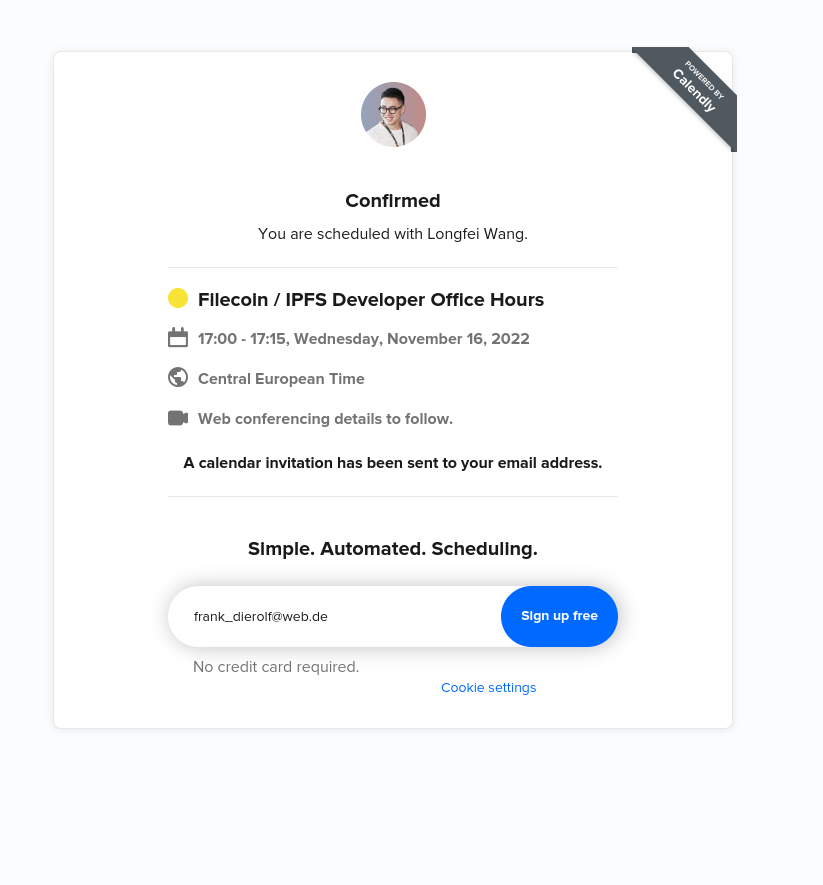 POWERED BY
Calendly
Confirmed
You are scheduled with Longfei Wang.
Filecoin / IPFS Developer Office Hours
17:00 - 17:15, Wednesday, November 16, 2022
Central European Time
Web conferencing details to follow.
A calendar invitation has been sent to your email address.
Simple. Automated. Scheduling.
frank_dierolf@web.de
Sign up free
No credit card required.
Cookie settings